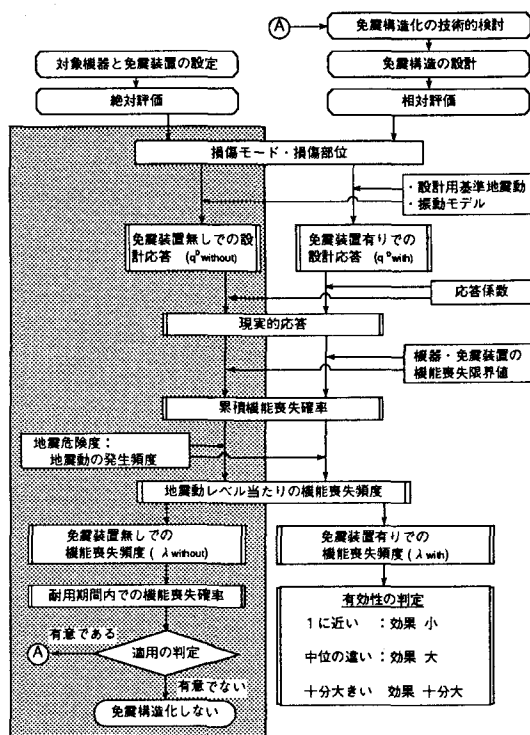 A
免震構造化の技術的検討
対象機器と免震装置の設定
免震構造の設計
絶対評価
相対評価
損傷モード・損傷部位
・設計用基準地震動
・振動モデル
免震装置無しでの設
計応答 (qᴰwithout)
免震装置有りでの
設計応答 (qᴰwith)
応答係数
現実的応答
機器・免震装置の
機能喪失限界値
累積機能喪失確率
地震危険度：
地震動の発生頻度
地震動レベル当たりの機能喪失頻度
免震装置無しでの
機能喪失頻度 ( λ without)
免震装置有りでの
機能喪失頻度 ( λ with)
耐用期間内での機能喪失確率
有意である
A
適用の判定
有意でない
免震構造化しない
有効性の判定
1に近い ：効果 小
中位の違い：効果 大
十分大きい 効果 十分大